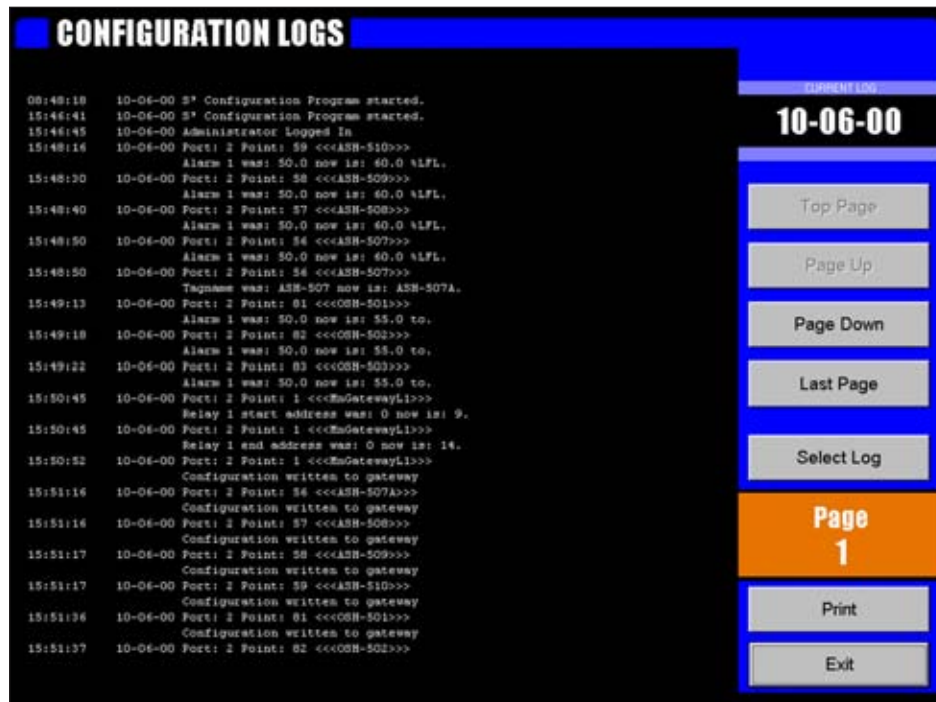 CONFIGURATION LOGS
08:48:18 10-06-00 S³ Configuration Program started.
15:46:41 10-06-00 S³ Configuration Program started.
15:46:45 10-06-00 Administrator Logged In
15:48:16 10-06-00 Port: 2 Point: 59 <<<ASH-510>>>
Alarm 1 was: 50.0 now is: 60.0 %LFL.
15:48:30 10-06-00 Port: 2 Point: 58 <<<ASH-509>>>
Alarm 1 was: 50.0 now is: 60.0 %LFL.
15:48:40 10-06-00 Port: 2 Point: 57 <<<ASH-508>>>
Alarm 1 was: 50.0 now is: 60.0 %LFL.
15:48:50 10-06-00 Port: 2 Point: 56 <<<ASH-507>>>
Alarm 1 was: 50.0 now is: 60.0 %LFL.
15:48:50 10-06-00 Port: 2 Point: 56 <<<ASH-507>>>
Tagname was: ASH-507 now is: ASH-507A.
15:49:13 10-06-00 Port: 2 Point: 81 <<<OSH-501>>>
Alarm 1 was: 50.0 now is: 55.0 to.
15:49:18 10-06-00 Port: 2 Point: 82 <<<OSH-502>>>
Alarm 1 was: 50.0 now is: 55.0 to.
15:49:22 10-06-00 Port: 2 Point: 83 <<<OSH-503>>>
Alarm 1 was: 50.0 now is: 55.0 to.
15:50:45 10-06-00 Port: 2 Point: 1 <<<MnGatewayL1>>>
Relay 1 start address was: 0 now is: 9.
15:50:45 10-06-00 Port: 2 Point: 1 <<<MnGatewayL1>>>
Relay 1 end address was: 0 now is: 14.
15:50:52 10-06-00 Port: 2 Point: 1 <<<MnGatewayL1>>>
Configuration written to gateway
15:51:16 10-06-00 Port: 2 Point: 56 <<<ASH-507A>>>
Configuration written to gateway
15:51:16 10-06-00 Port: 2 Point: 57 <<<ASH-508>>>
Configuration written to gateway
15:51:17 10-06-00 Port: 2 Point: 58 <<<ASH-509>>>
Configuration written to gateway
15:51:17 10-06-00 Port: 2 Point: 59 <<<ASH-510>>>
Configuration written to gateway
15:51:36 10-06-00 Port: 2 Point: 81 <<<OSH-501>>>
Configuration written to gateway
15:51:37 10-06-00 Port: 2 Point: 82 <<<OSH-502>>>
CURRENT LOG
10-06-00
Top Page
Page Up
Page Down
Last Page
Select Log
Page
1
Print
Exit